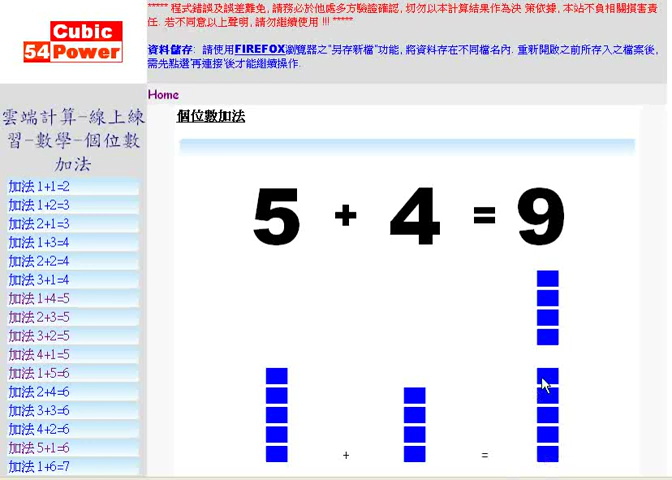 ***** 程式錯誤及誤差難免, 請務必於他處多方驗證確認, 切勿以本計算結果作為決 策依據, 本站不負相關損害責
任. 若不同意以上聲明, 請勿繼續使用 !!! *****
Cubic
54Power
資料儲存: 請使用FIREFOX瀏覽器之"另存新檔"功能, 將資料存在不同檔名內. 重新開啟之前所存入之檔案後,
需先點選'再連接'後才能繼續操作.
Home
雲端計算-線上練
習-數學-個位數
加法
個位數加法
加法 1+1=2
加法 1+2=3
加法 2+1=3
加法 1+3=4
加法 2+2=4
加法 3+1=4
加法 1+4=5
加法 2+3=5
加法 3+2=5
加法 4+1=5
加法 1+5=6
加法 2+4=6
加法 3+3=6
加法 4+2=6
加法 5+1=6
加法 1+6=7
5 + 4 = 9
+ =